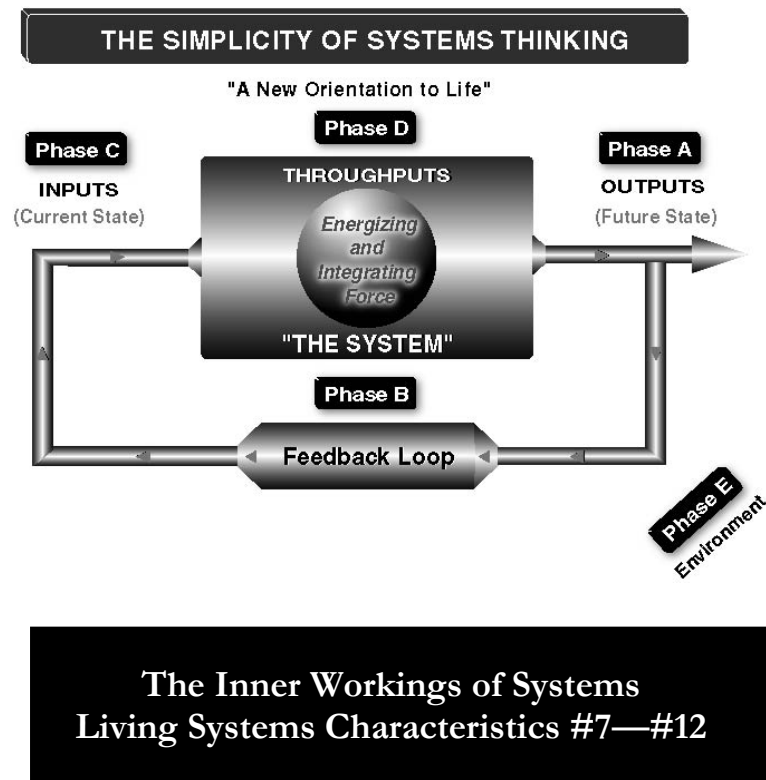 THE SIMPLICITY OF SYSTEMS THINKING
"A New Orientation to Life"
Phase D
Phase C
Phase A
INPUTS
(Current State)
THROUGHPUTS
OUTPUTS
(Future State)
Energizing
and
Integrating
Force
"THE SYSTEM"
Phase B
Feedback Loop
Phase E
Environment
The Inner Workings of Systems
Living Systems Characteristics #7—#12